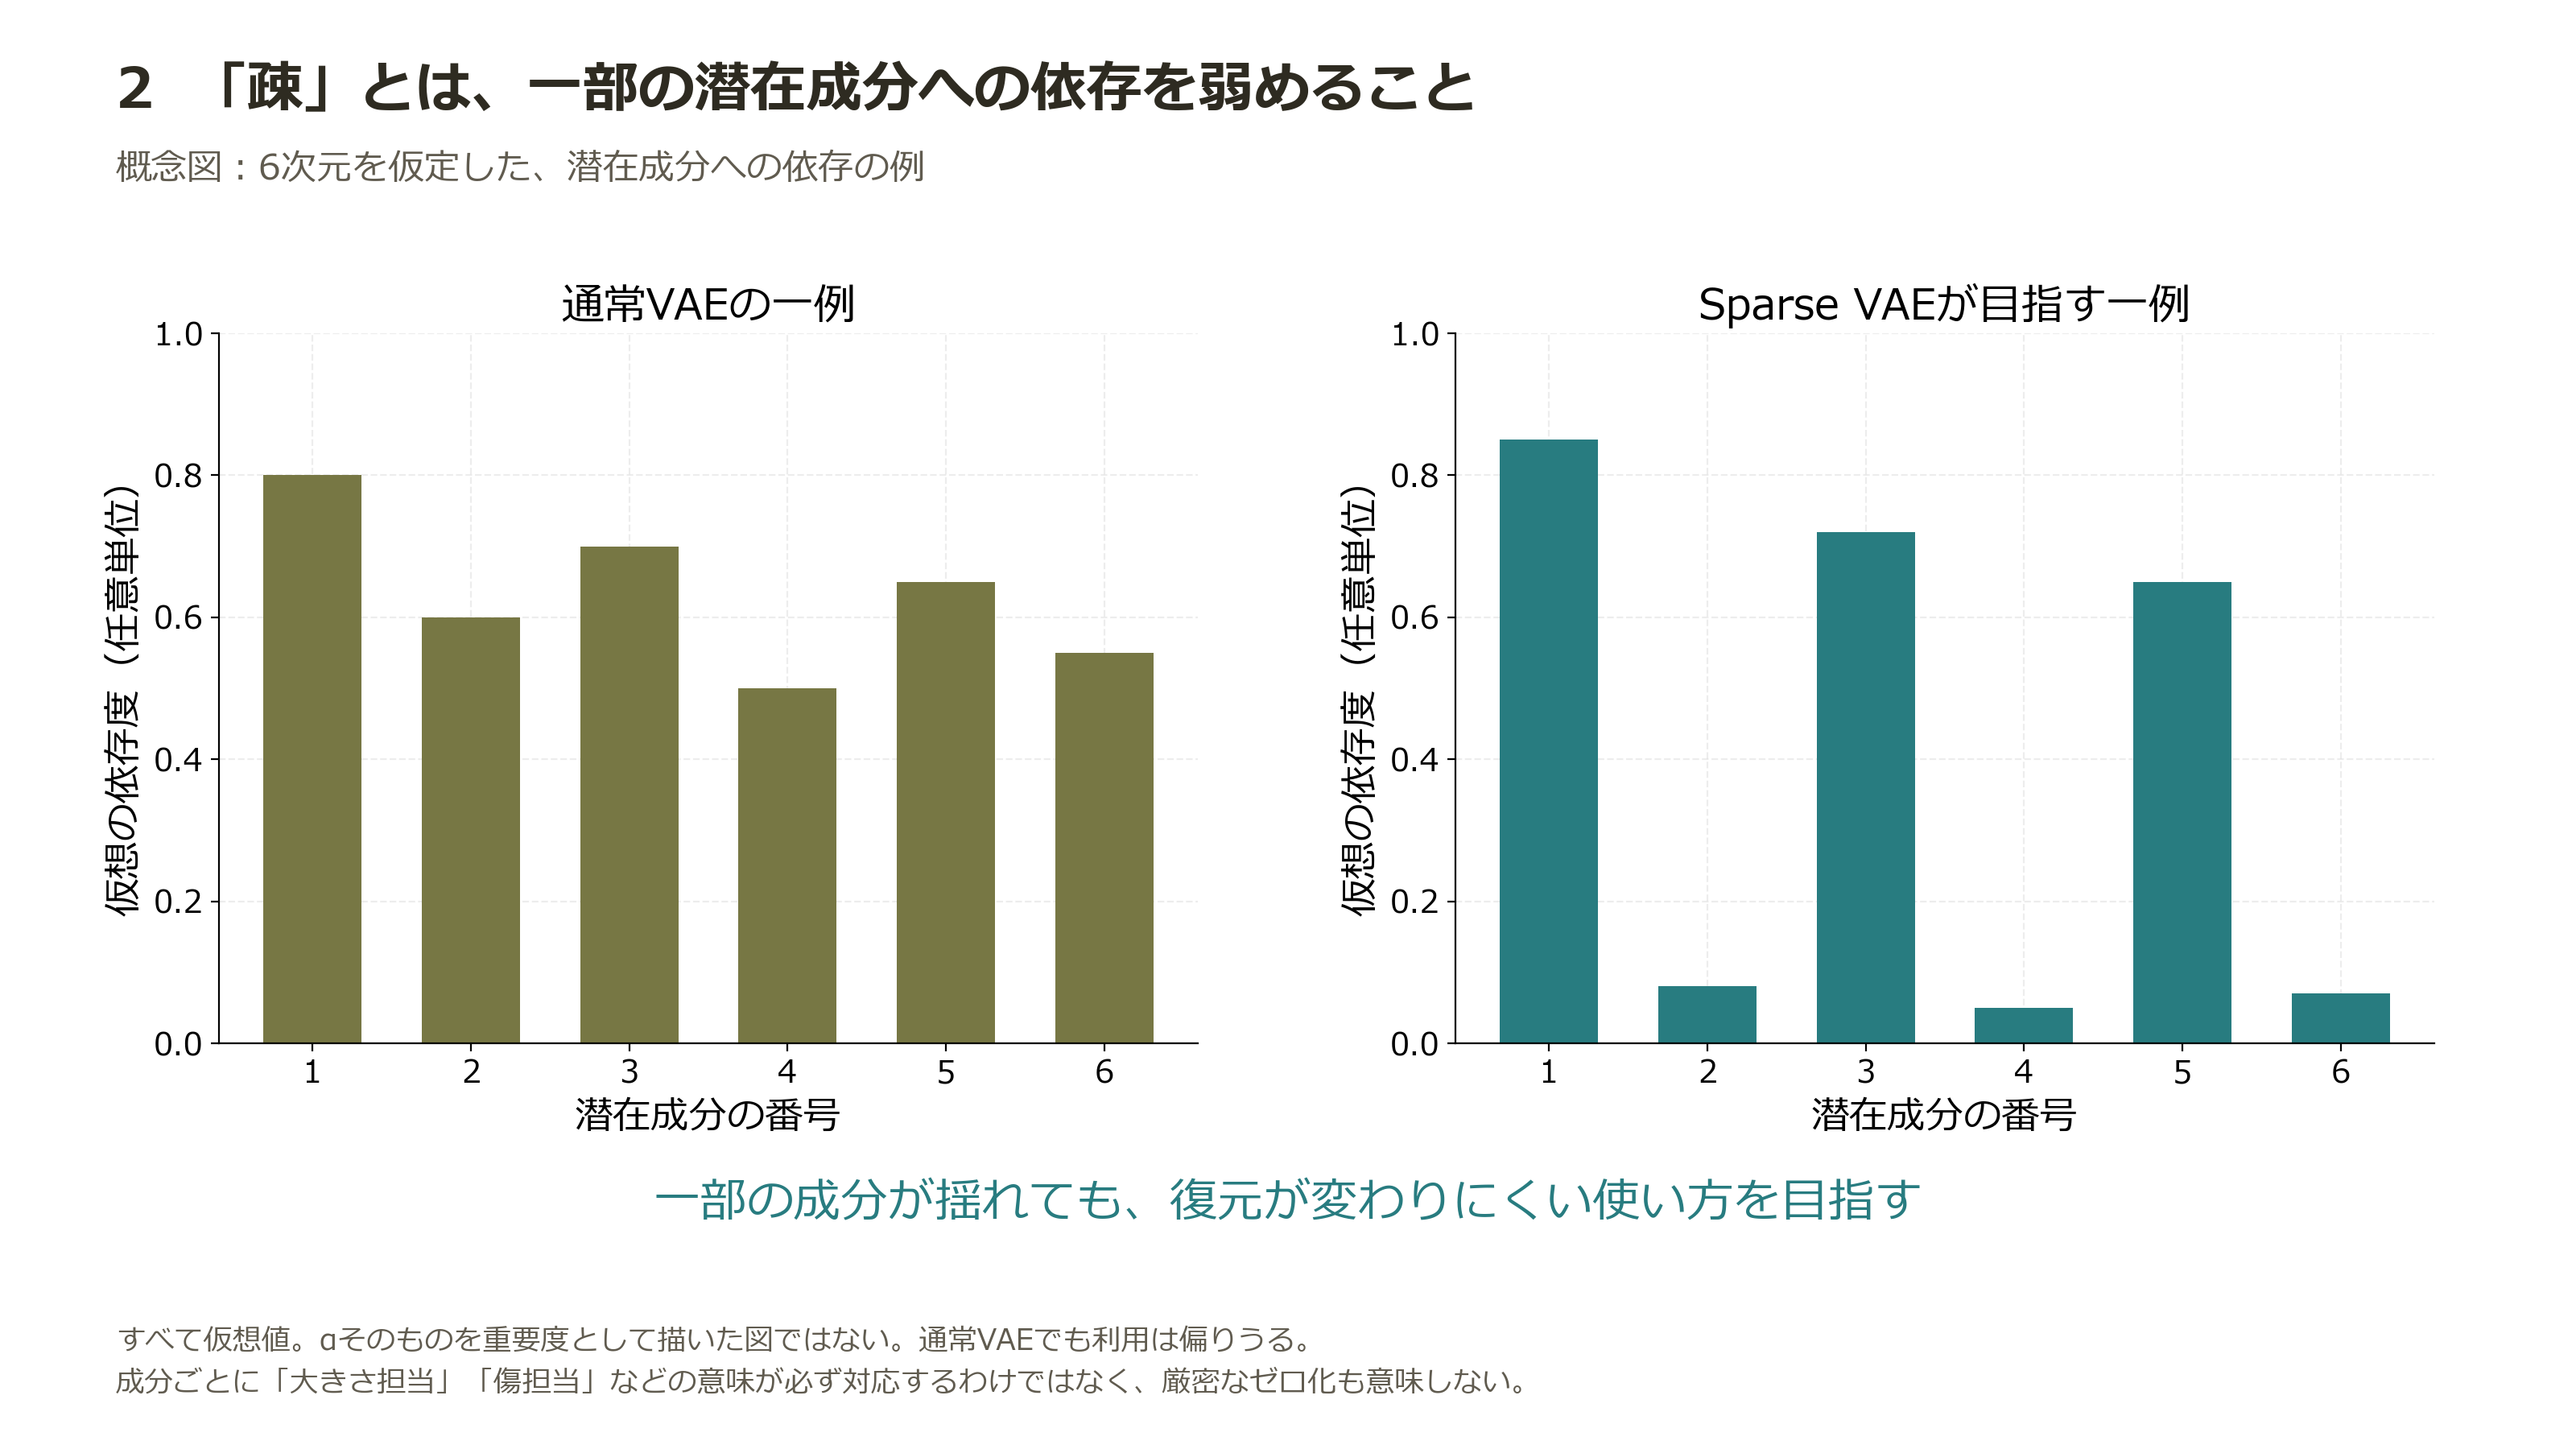 2 「疎」とは、一部の潜在成分への依存を弱めること
概念図：6次元を仮定した、潜在成分への依存の例
通常VAEの一例
仮想の依存度（任意単位）
1.0
0.8
0.6
0.4
0.2
0.0
1 2 3 4 5 6
潜在成分の番号
Sparse VAEが目指す一例
仮想の依存度（任意単位）
1.0
0.8
0.6
0.4
0.2
0.0
1 2 3 4 5 6
潜在成分の番号
一部の成分が揺れても、復元が変わりにくい使い方を目指す
すべて仮想値。αそのものを重要度として描いた図ではない。通常VAEでも利用は偏りうる。
成分ごとに「大きさ担当」「傷担当」などの意味が必ず対応するわけではなく、厳密なゼロ化も意味しない。